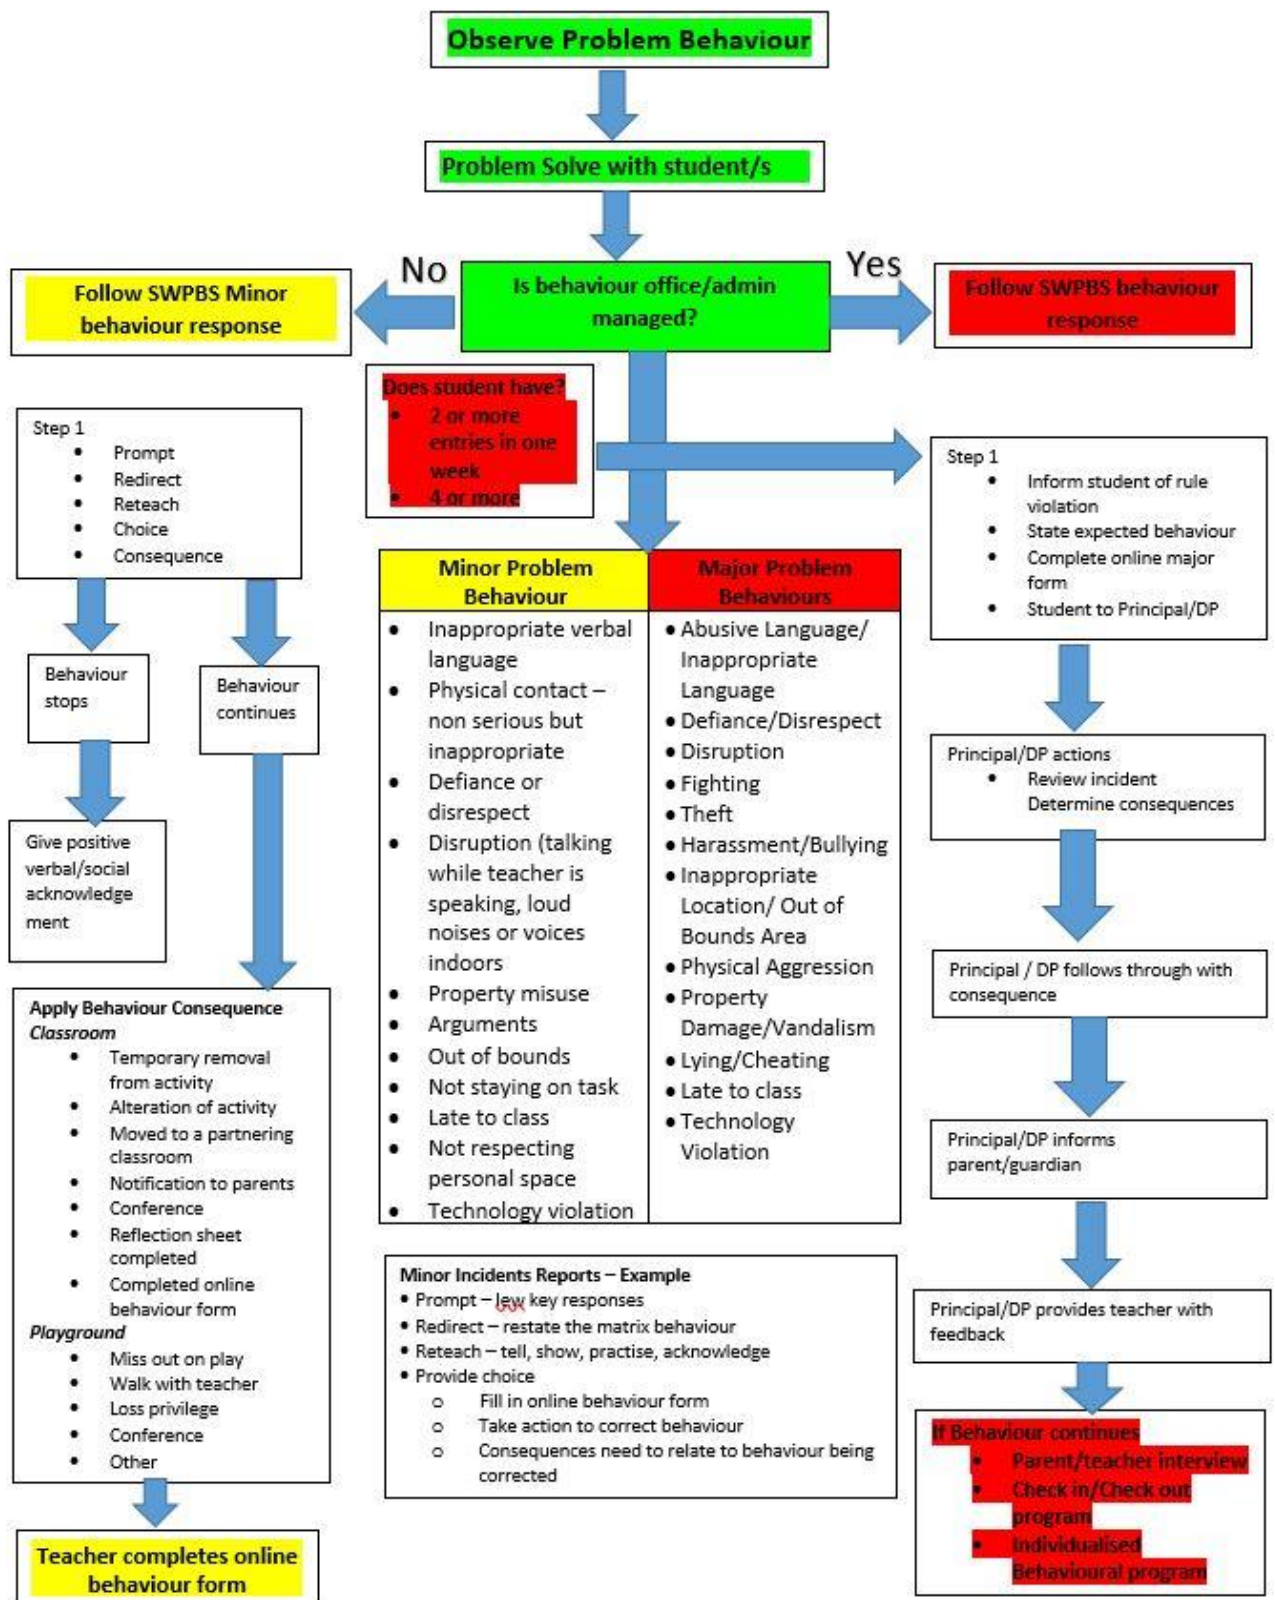 Observe Problem Behaviour
Problem Solve with student/s
No
Is behaviour office/admin
managed?
Yes
Follow SWPBS Minor
behaviour response
Follow SWPBS behaviour
response
Does student have?
• 2 or more
entries in one
week
• 4 or more
Step 1
• Prompt
• Redirect
• Reteach
• Choice
• Consequence
Behaviour
stops
Behaviour
continues
Give positive
verbal/social
acknowledge
ment
Apply Behaviour Consequence
Classroom
• Temporary removal
from activity
• Alteration of activity
• Moved to a partnering
classroom
• Notification to parents
• Conference
• Reflection sheet
completed
• Completed online
behaviour form
Playground
• Miss out on play
• Walk with teacher
• Loss privilege
• Conference
• Other
Teacher completes online
behaviour form
Minor Problem
Behaviour
• Inappropriate verbal
language
• Physical contact –
non serious but
inappropriate
• Defiance or
disrespect
• Disruption (talking
while teacher is
speaking, loud
noises or voices
indoors
• Property misuse
• Arguments
• Out of bounds
• Not staying on task
• Late to class
• Not respecting
personal space
• Technology violation
Major Problem
Behaviours
• Abusive Language/
Inappropriate
Language
• Defiance/Disrespect
• Disruption
• Fighting
• Theft
• Harassment/Bullying
• Inappropriate
Location/ Out of
Bounds Area
• Physical Aggression
• Property
Damage/Vandalism
• Lying/Cheating
• Late to class
• Technology
Violation
Minor Incidents Reports – Example
• Prompt – lew key responses
• Redirect – restate the matrix behaviour
• Reteach – tell, show, practise, acknowledge
• Provide choice
o Fill in online behaviour form
o Take action to correct behaviour
o Consequences need to relate to behaviour being
corrected
Step 1
• Inform student of rule
violation
• State expected behaviour
• Complete online major
form
• Student to Principal/DP
Principal/DP actions
• Review incident
Determine consequences
Principal / DP follows through with
consequence
Principal/DP informs
parent/guardian
Principal/DP provides teacher with
feedback
If Behaviour continues
• Parent/teacher interview
• Check in/Check out
program
• Individualised
Behavioural program